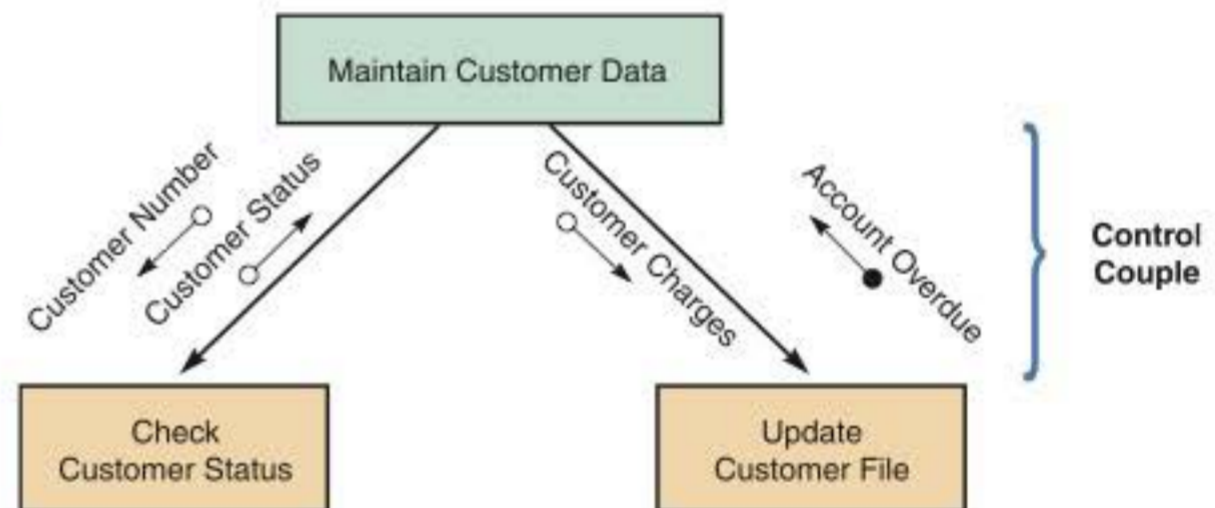 Maintain Customer Data
Customer Number
Customer Status
Customer Charges
Account Overdue
Control
Couple
Check
Customer Status
Update
Customer File